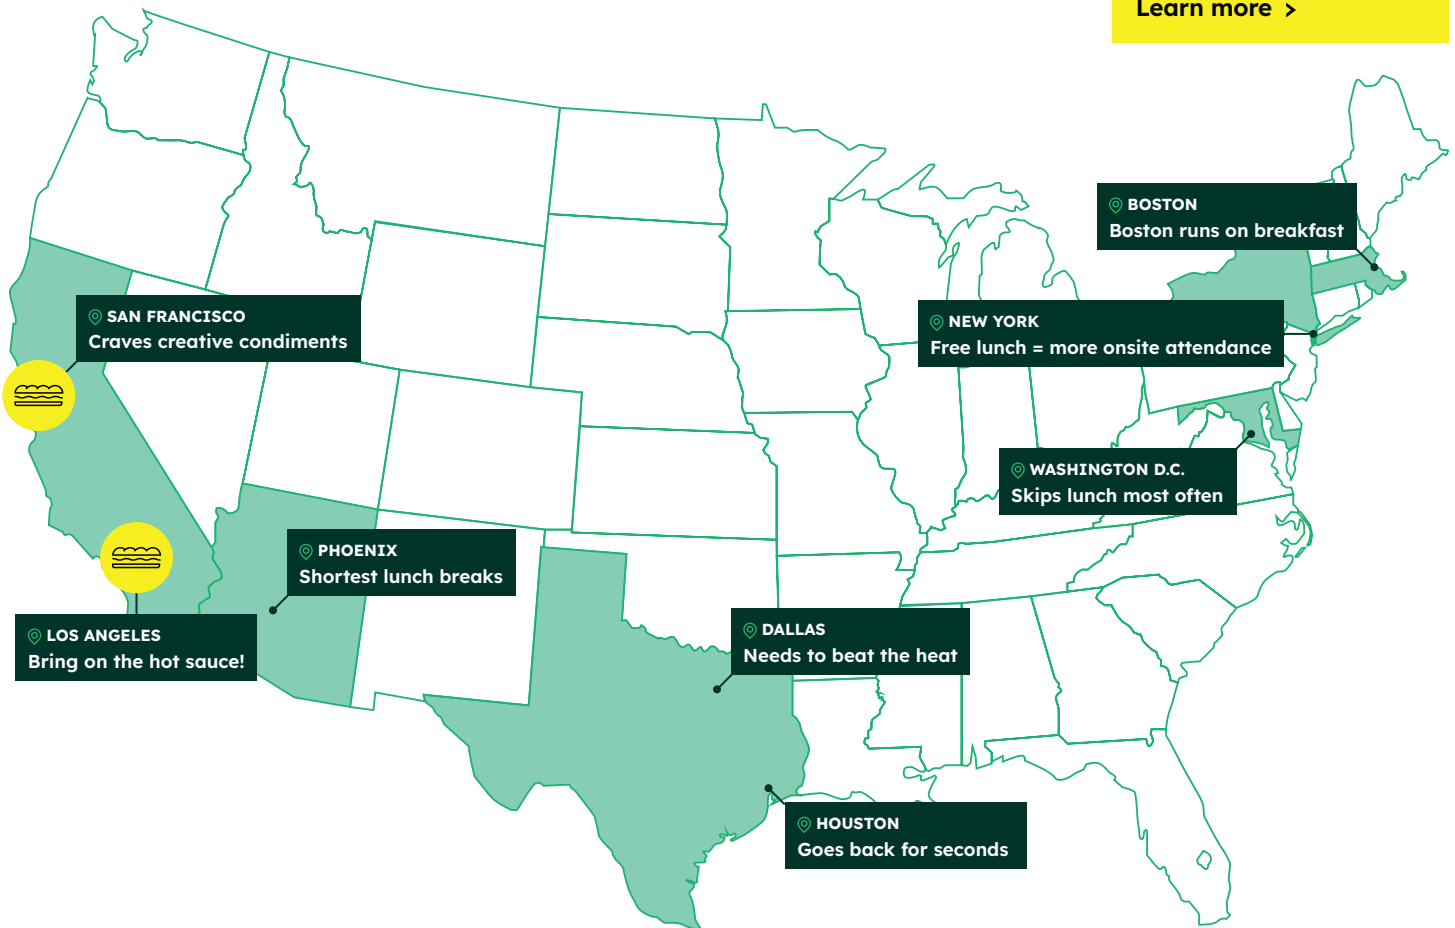 Learn more >
BOSTON
Boston runs on breakfast
SAN FRANCISCO
Craves creative condiments
NEW YORK
Free lunch = more onsite attendance
WASHINGTON D.C.
Skips lunch most often
PHOENIX
Shortest lunch breaks
LOS ANGELES
Bring on the hot sauce!
DALLAS
Needs to beat the heat
HOUSTON
Goes back for seconds